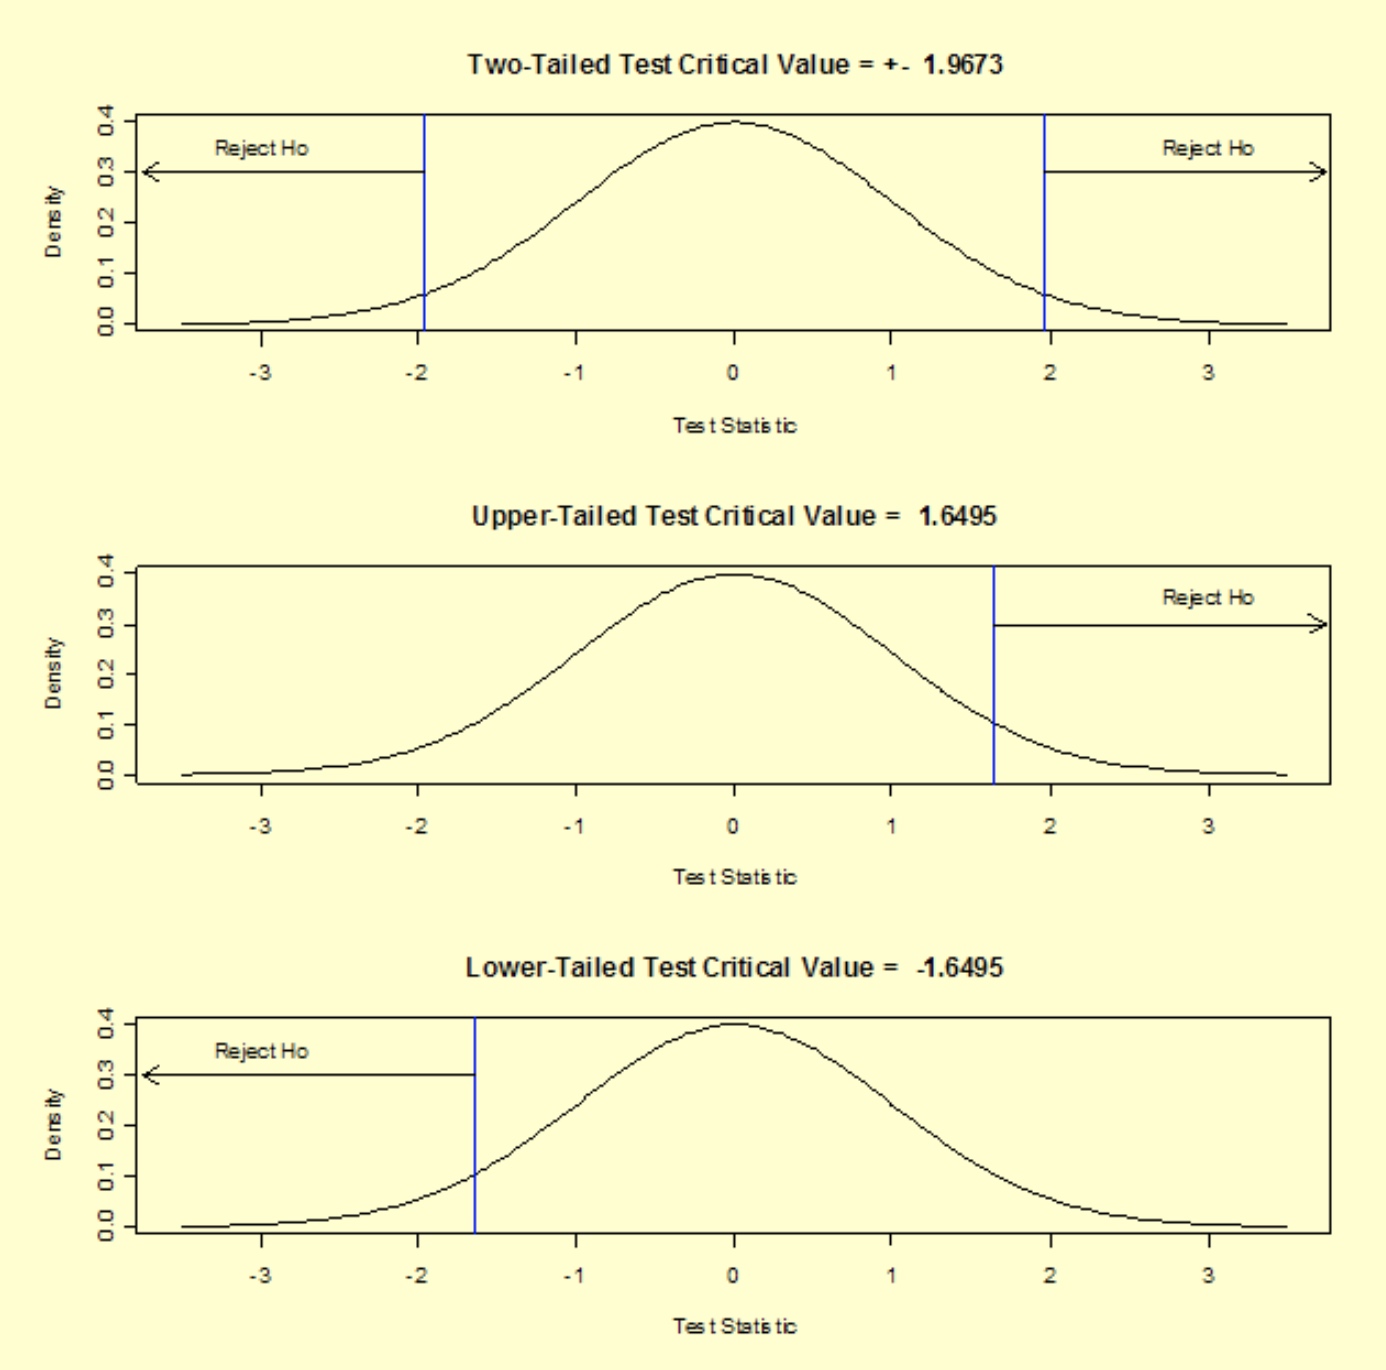 Two-Tailed Test Critical Value = +- 1.9673
Reject Ho
Reject Ho
Density
0.0 0.1 0.2 0.3 0.4
-3 -2 -1 0 1 2 3
Test Statistic
Upper-Tailed Test Critical Value = 1.6495
Reject Ho
Density
0.0 0.1 0.2 0.3 0.4
-3 -2 -1 0 1 2 3
Test Statistic
Lower-Tailed Test Critical Value = -1.6495
Reject Ho
Density
0.0 0.1 0.2 0.3 0.4
-3 -2 -1 0 1 2 3
Test Statistic